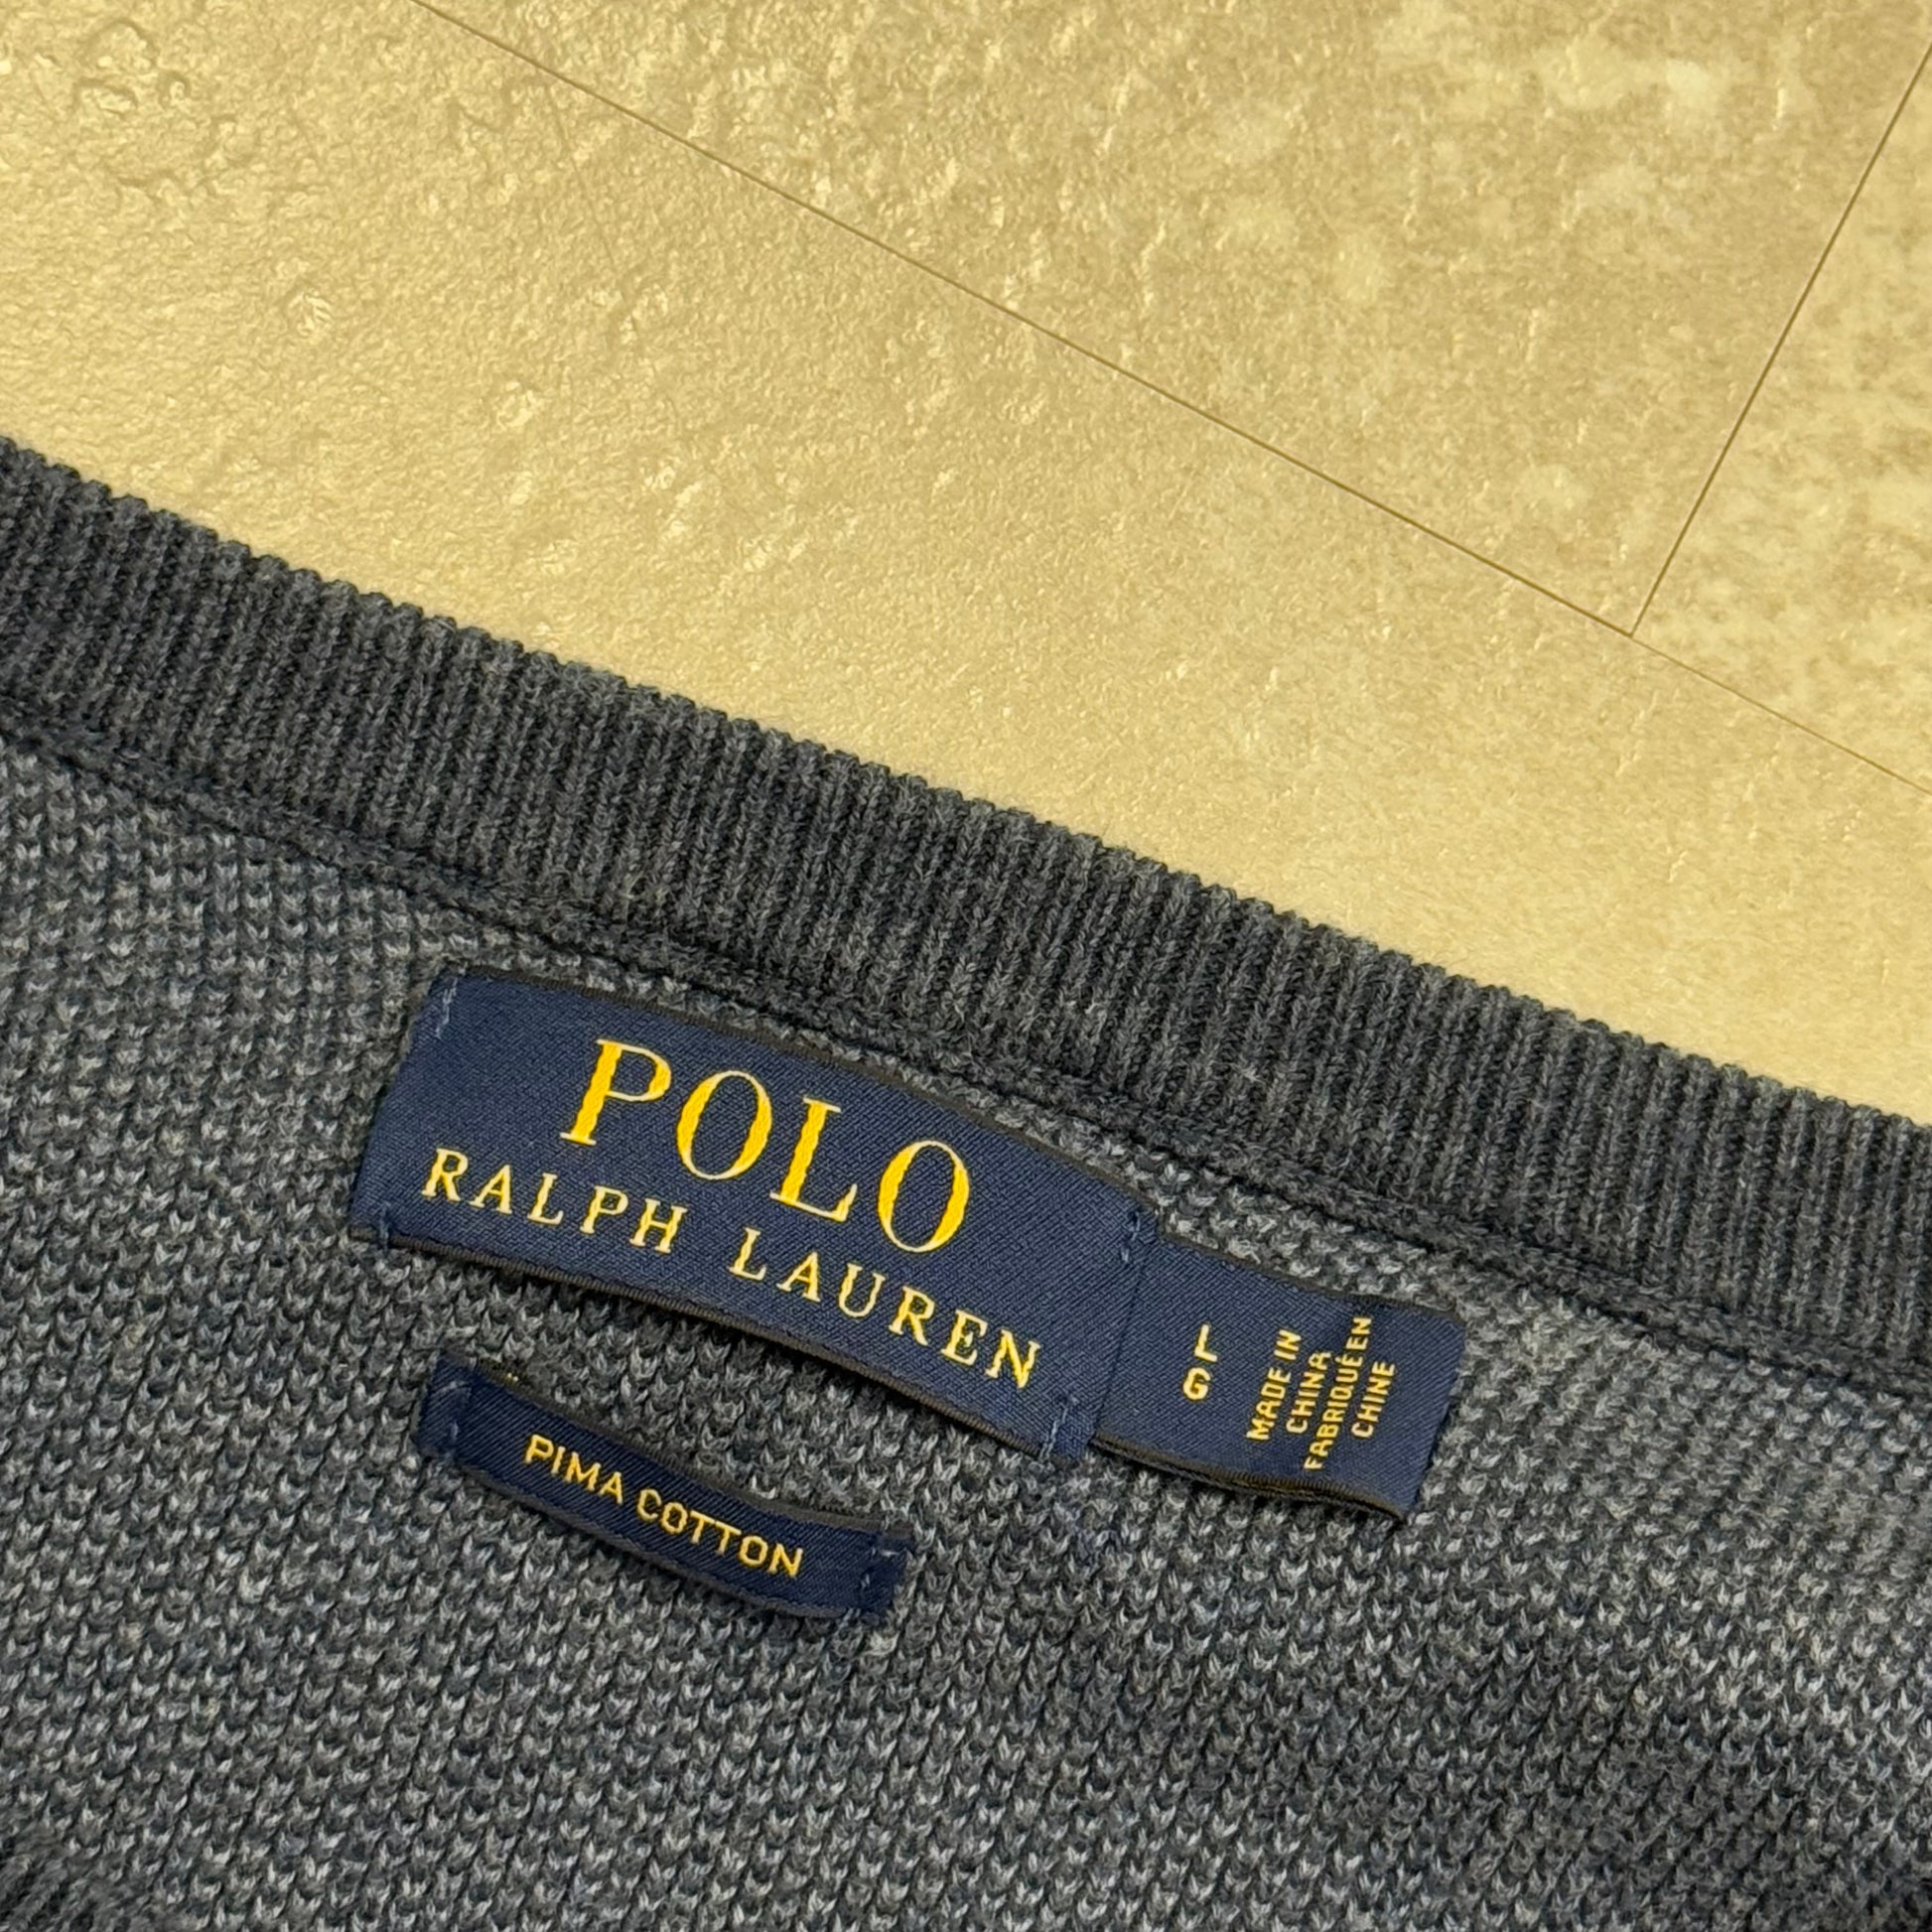 POLO
RALPH LAUREN
L
G
MADE IN
CHINA
FABRIQUÉ EN
CHINE
PIMA COTTON